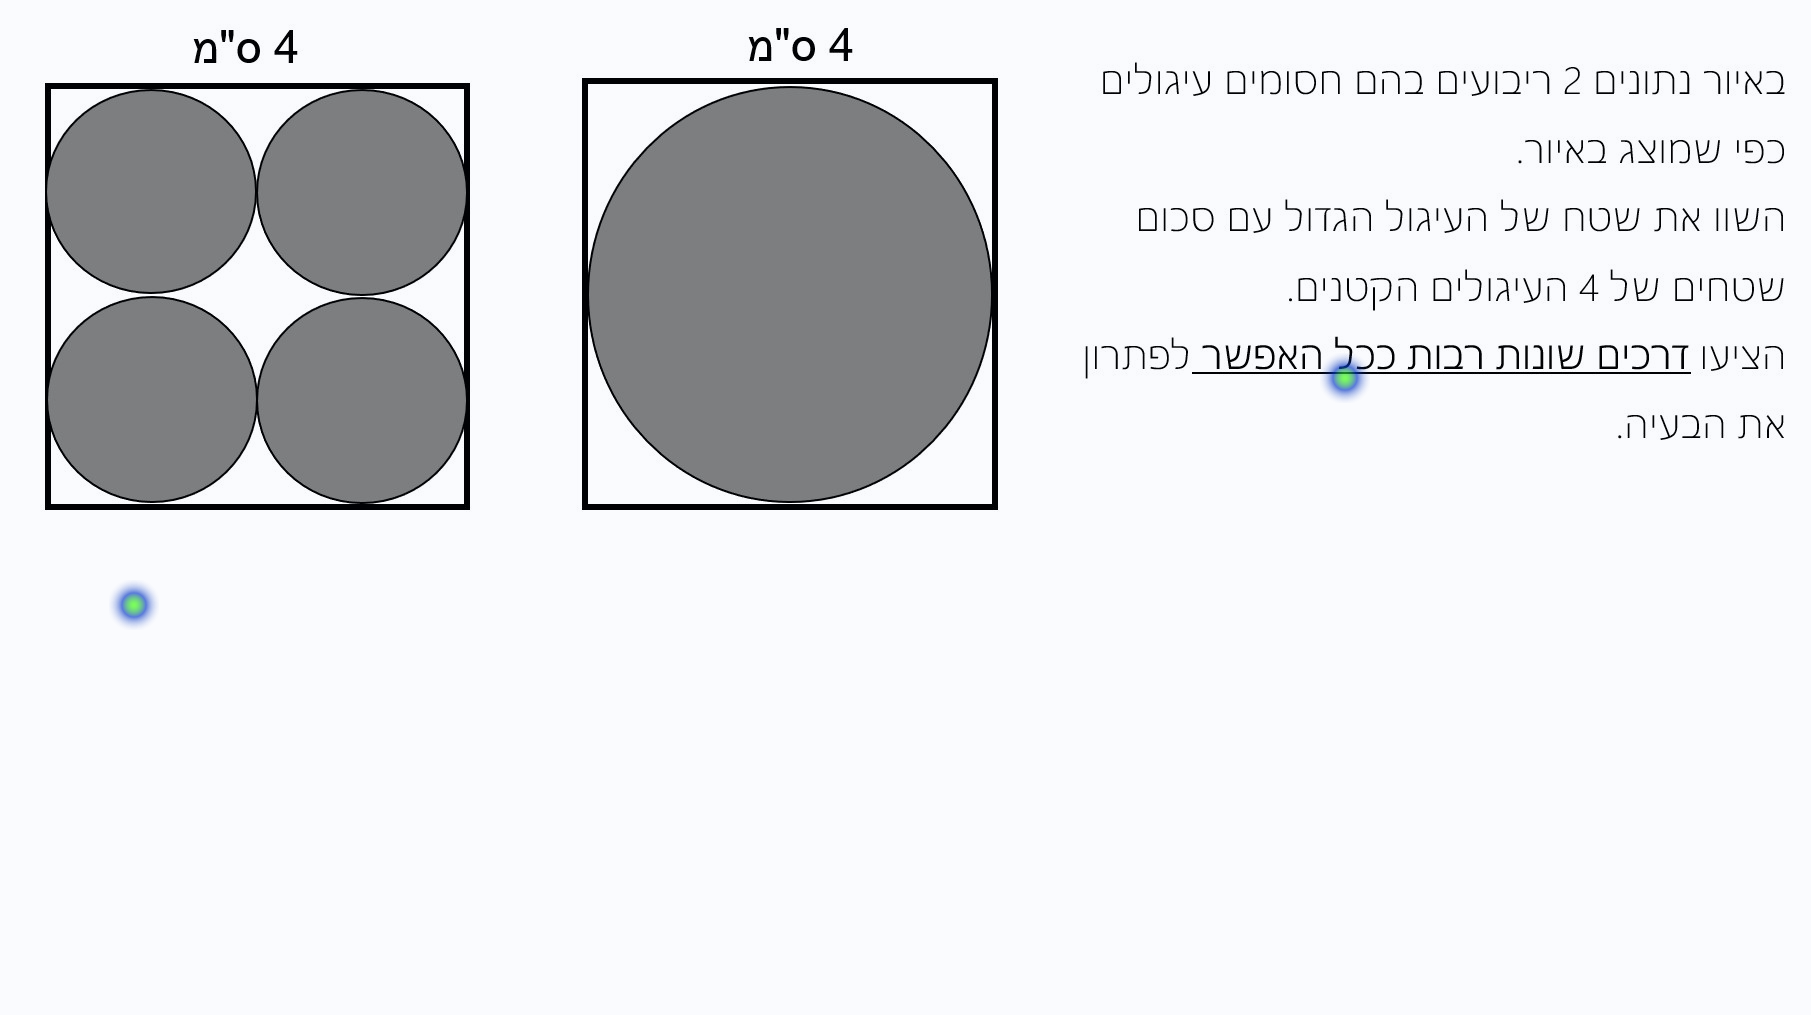 באיור נתונים 2 ריבועים בהם חסומים עיגולים
כפי שמוצג באיור.
השוו את שטח של העיגול הגדול עם סכום
שטחים של 4 העיגולים הקטנים.
הציעו דרכים שונות רבות ככל האפשר לפתרון
את הבעיה.
4 ס"מ
4 ס"מ